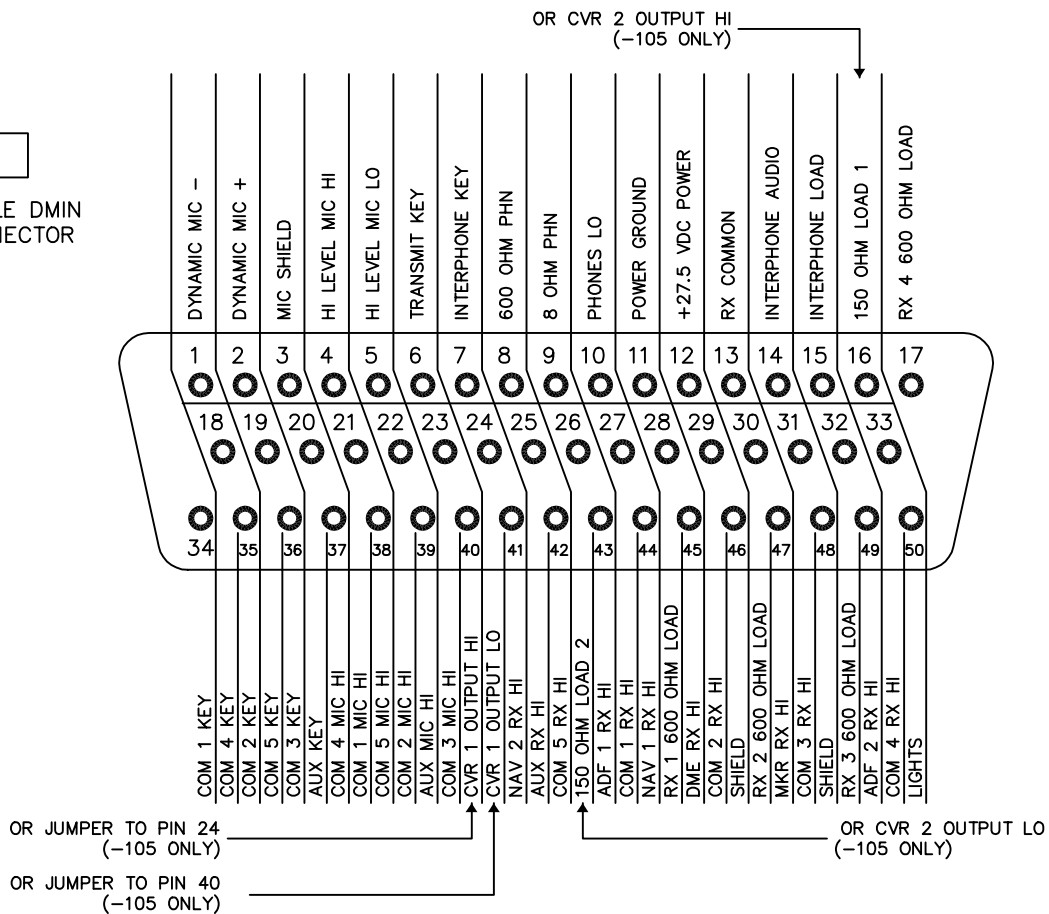 OR CVR 2 OUTPUT HI
(-105 ONLY)
LE DMIN
NECTOR
DYNAMIC MIC -
DYNAMIC MIC +
MIC SHIELD
HI LEVEL MIC HI
HI LEVEL MIC LO
TRANSMIT KEY
INTERPHONE KEY
600 OHM PHN
8 OHM PHN
PHONES LO
POWER GROUND
+27.5 VDC POWER
RX COMMON
INTERPHONE AUDIO
INTERPHONE LOAD
150 OHM LOAD 1
RX 4 600 OHM LOAD
1 2 3 4 5 6 7 8 9 10 11 12 13 14 15 16 17
18 19 20 21 22 23 24 25 26 27 28 29 30 31 32 33
34 35 36 37 38 39 40 41 42 43 44 45 46 47 48 49 50
COM 1 KEY
COM 4 KEY
COM 2 KEY
COM 5 KEY
COM 3 KEY
AUX KEY
COM 4 MIC HI
COM 1 MIC HI
COM 5 MIC HI
COM 2 MIC HI
AUX MIC HI
COM 3 MIC HI
CVR 1 OUTPUT HI
CVR 1 OUTPUT LO
NAV 2 RX HI
AUX RX HI
COM 5 RX HI
150 OHM LOAD 2
ADF 1 RX HI
COM 1 RX HI
NAV 1 RX HI
RX 1 600 OHM LOAD
DME RX HI
COM 2 RX HI
SHIELD
RX 2 600 OHM LOAD
MKR RX HI
COM 3 RX HI
SHIELD
RX 3 600 OHM LOAD
ADF 2 RX HI
COM 4 RX HI
LIGHTS
OR JUMPER TO PIN 24
(-105 ONLY)
OR CVR 2 OUTPUT LO
(-105 ONLY)
OR JUMPER TO PIN 40
(-105 ONLY)